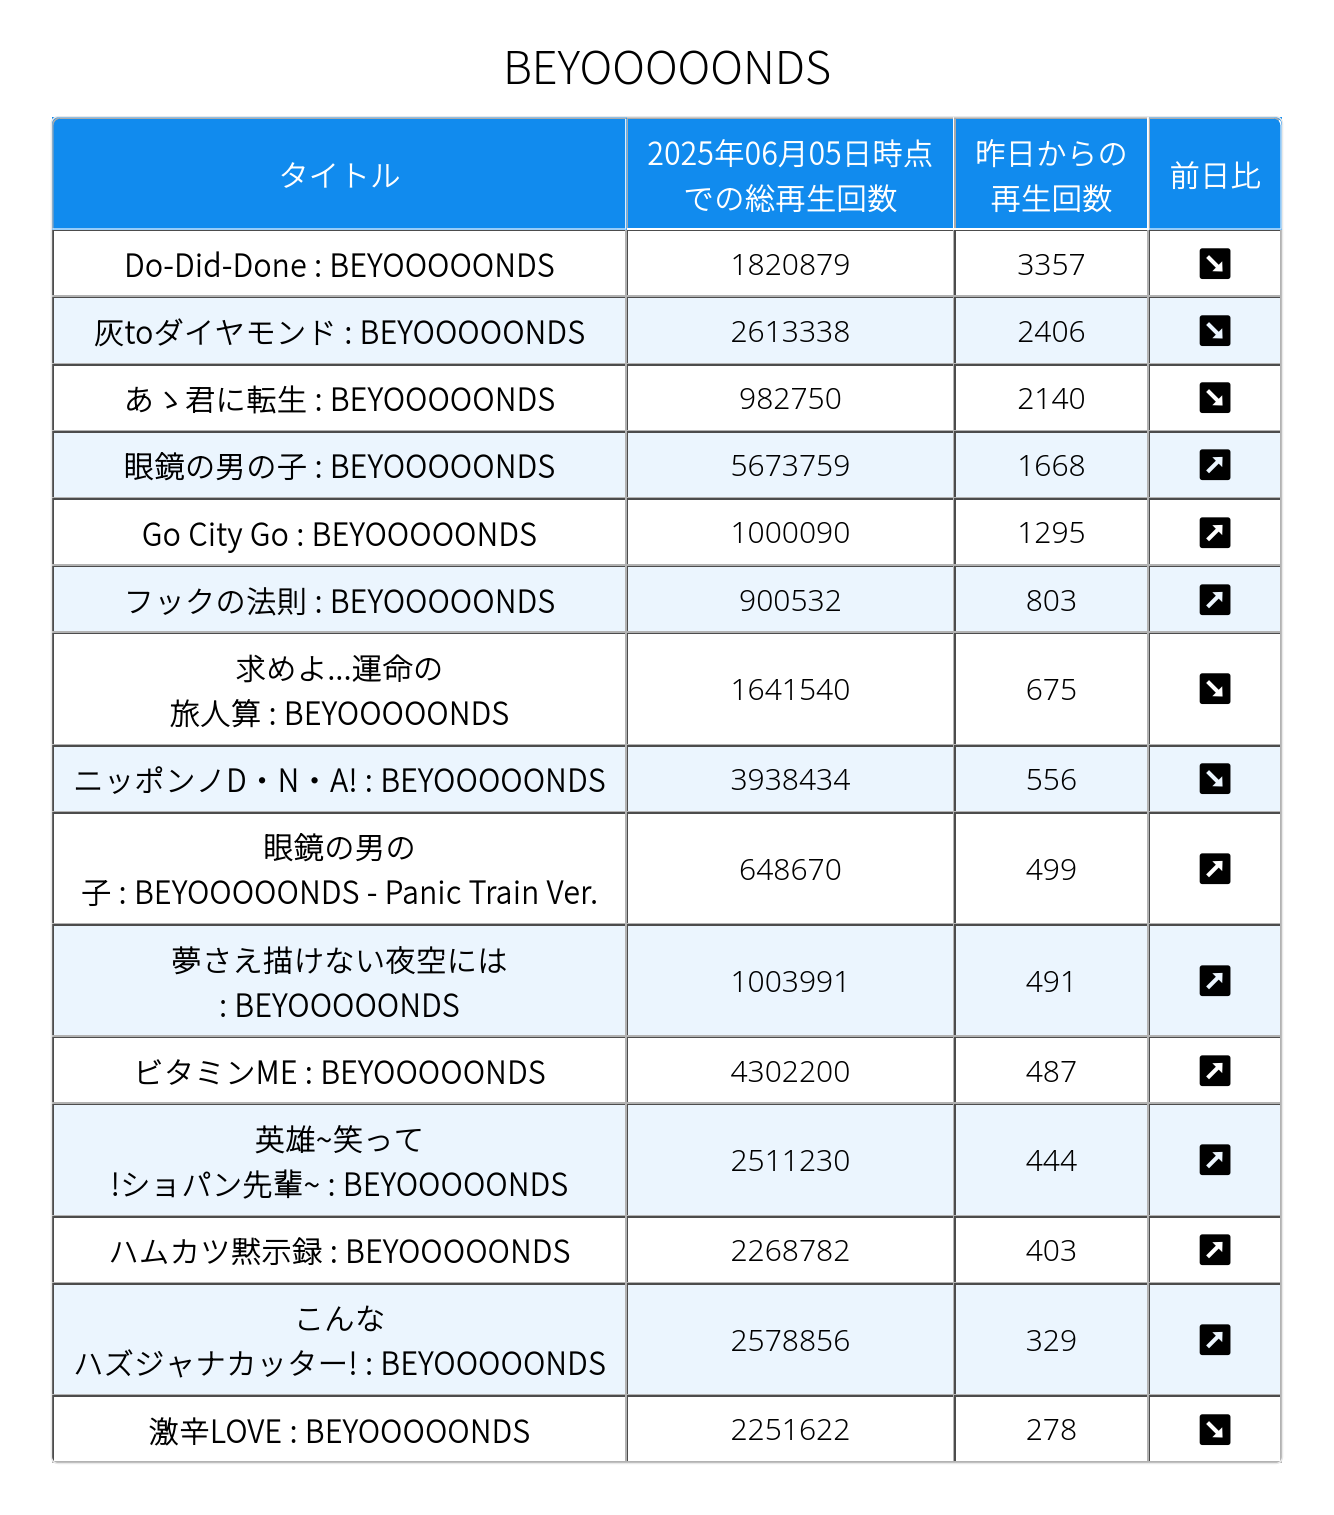 BEYOOOOONDS
タイトル
2025年06月05日時点
での総再生回数
昨日からの
再生回数
前日比
Do-Did-Done : BEYOOOOONDS
1820879
3357
↘
灰toダイヤモンド : BEYOOOOONDS
2613338
2406
↘
あゝ君に転生 : BEYOOOOONDS
982750
2140
↘
眼鏡の男の子 : BEYOOOOONDS
5673759
1668
↗
Go City Go : BEYOOOOONDS
1000090
1295
↗
フックの法則 : BEYOOOOONDS
900532
803
↗
求めよ...運命の
旅人算 : BEYOOOOONDS
1641540
675
↘
ニッポンノD・N・A! : BEYOOOOONDS
3938434
556
↘
眼鏡の男の
子 : BEYOOOOONDS - Panic Train Ver.
648670
499
↗
夢さえ描けない夜空には
: BEYOOOOONDS
1003991
491
↗
ビタミンME : BEYOOOOONDS
4302200
487
↗
英雄~笑って
!ショパン先輩~ : BEYOOOOONDS
2511230
444
↗
ハムカツ黙示録 : BEYOOOOONDS
2268782
403
↗
こんな
ハズジャナカッター! : BEYOOOOONDS
2578856
329
↗
激辛LOVE : BEYOOOOONDS
2251622
278
↘